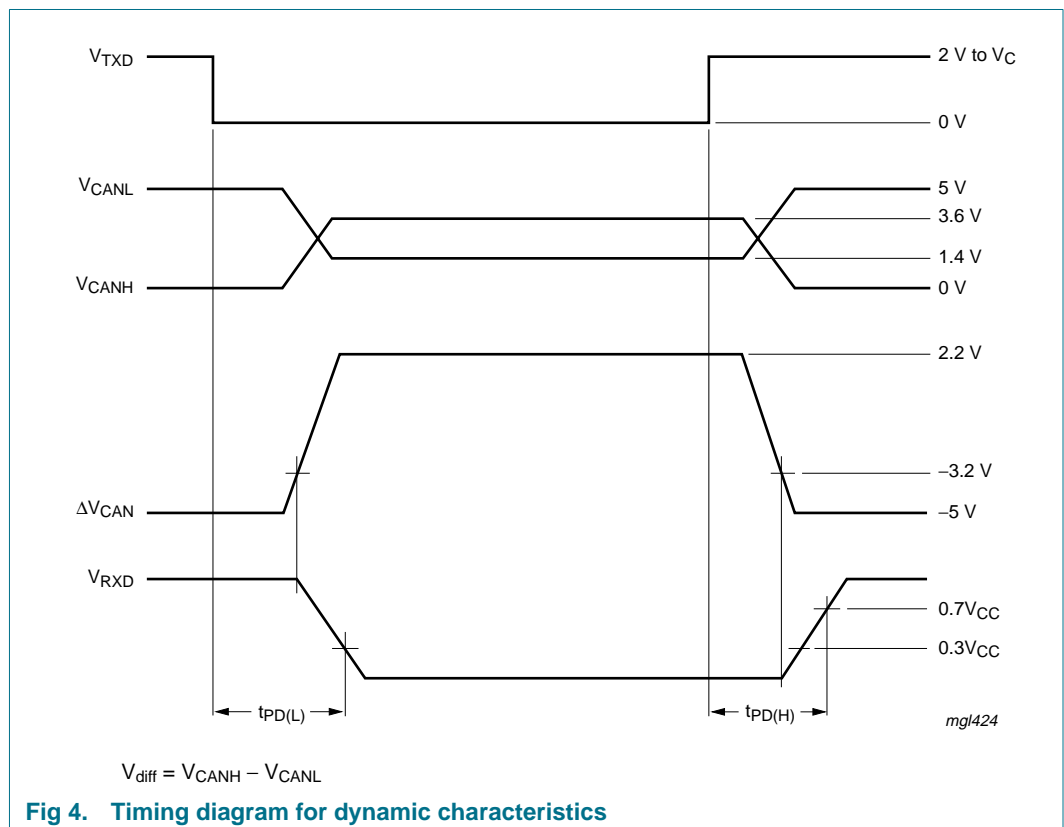 VTXD
2 V to VC
0 V
VCANL
5 V
3.6 V
1.4 V
VCANH
0 V
2.2 V
−3.2 V
ΔVCAN
−5 V
VRXD
0.7VCC
0.3VCC
tPD(L)
tPD(H)
mgl424
Vdiff = VCANH − VCANL
Fig 4. Timing diagram for dynamic characteristics